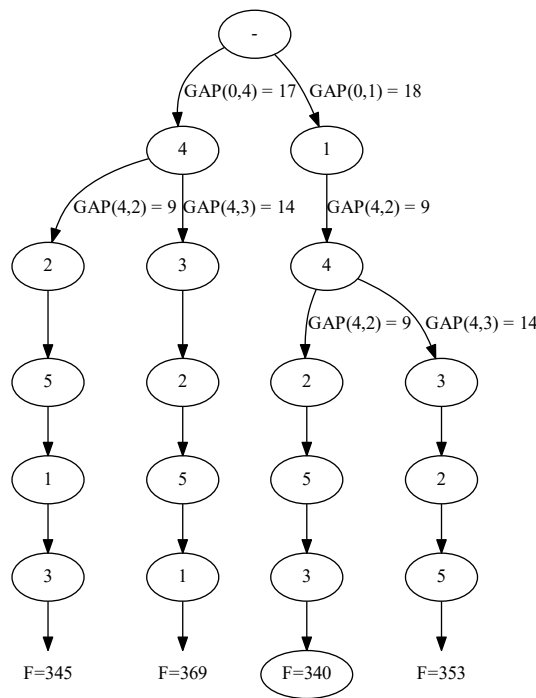 -
GAP(0,4) = 17 GAP(0,1) = 18
4 1
GAP(4,2) = 9 GAP(4,3) = 14 GAP(4,2) = 9
2 3 4
GAP(4,2) = 9 GAP(4,3) = 14
5 2 2 3
1 5 5 2
3 1 3 5
F=345 F=369 F=340 F=353